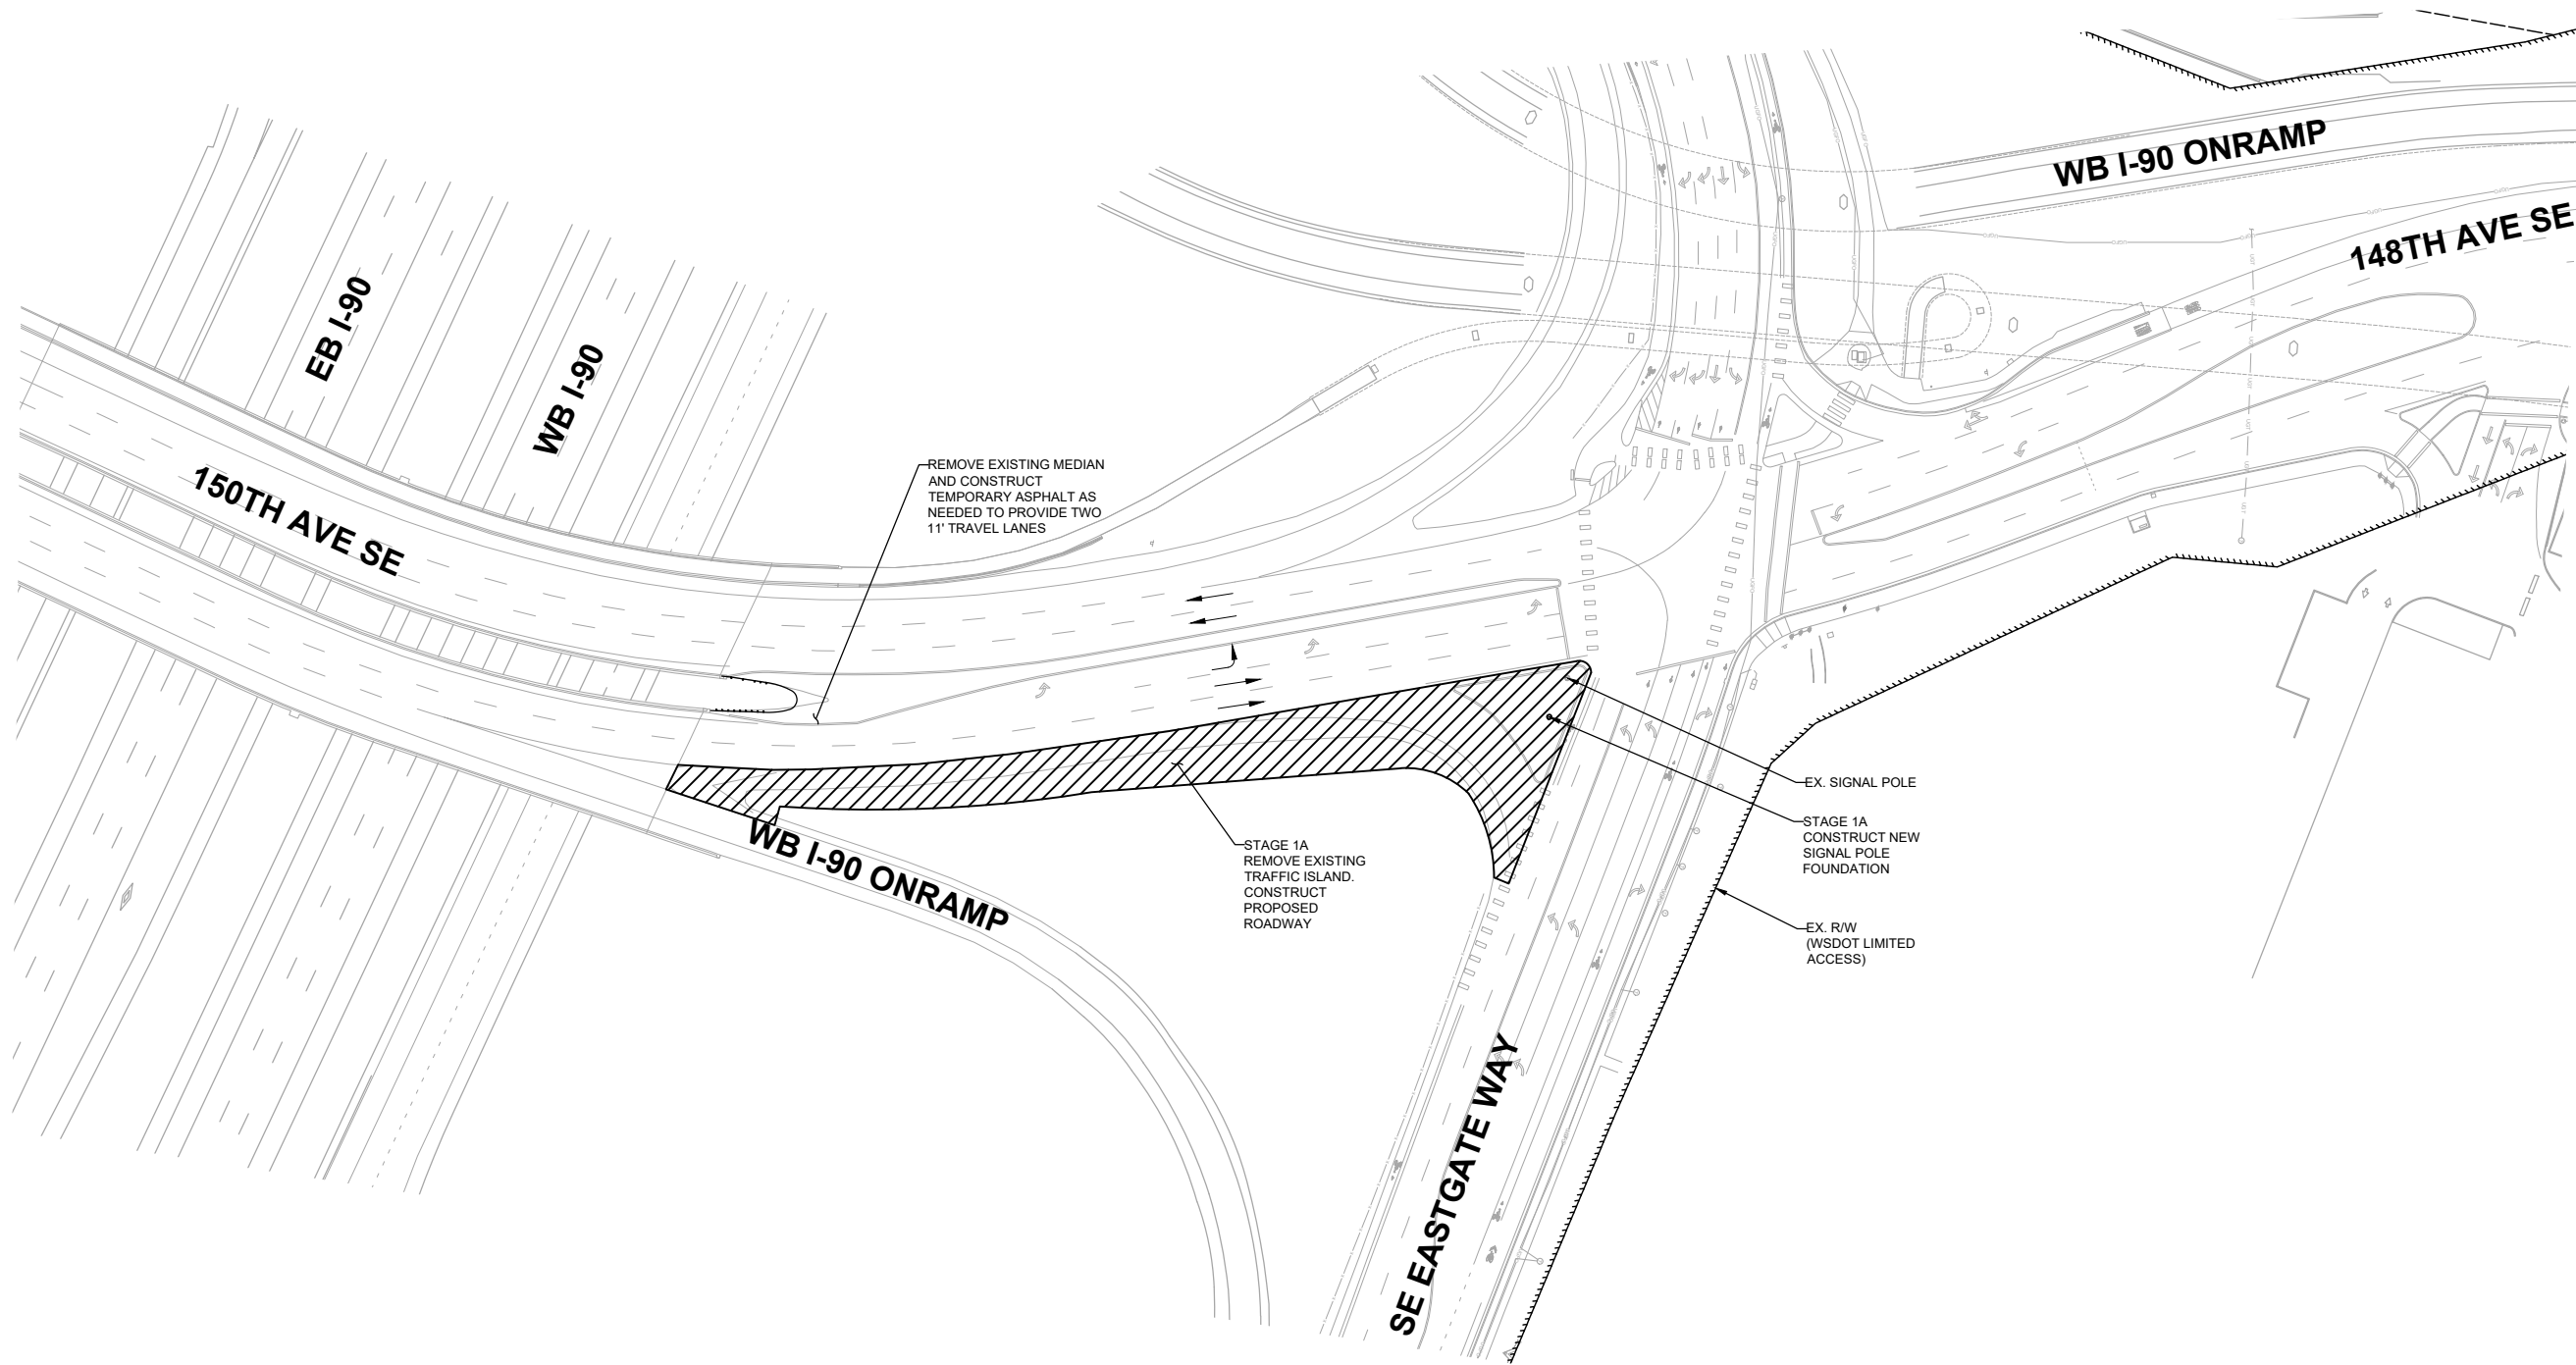 WB I-90 ONRAMP
148TH AVE SE
EB I-90
WB I-90
150TH AVE SE
REMOVE EXISTING MEDIAN
AND CONSTRUCT
TEMPORARY ASPHALT AS
NEEDED TO PROVIDE TWO
11' TRAVEL LANES
EX. SIGNAL POLE
STAGE 1A
CONSTRUCT NEW
SIGNAL POLE
FOUNDATION
WB I-90 ONRAMP
STAGE 1A
REMOVE EXISTING
TRAFFIC ISLAND.
CONSTRUCT
PROPOSED
ROADWAY
EX. R/W
(WSDOT LIMITED
ACCESS)
SE EASTGATE WAY